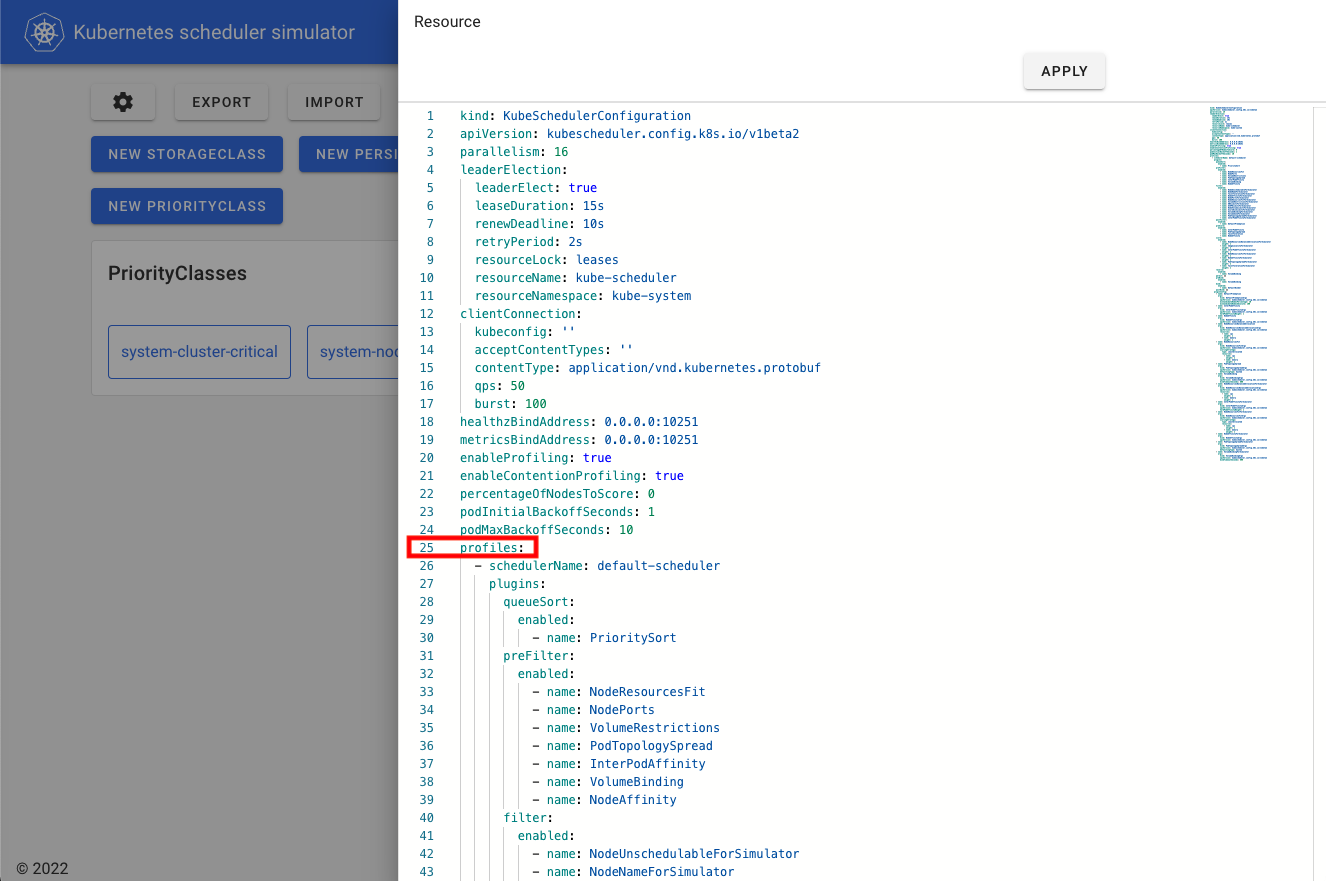 Kubernetes scheduler simulator
EXPORT
IMPORT
NEW STORAGECLASS
NEW PERSI
NEW PRIORITYCLASS
PriorityClasses
system-cluster-critical
system-noc
© 2022
Resource
APPLY
1 kind: KubeSchedulerConfiguration
2 apiVersion: kubescheduler.config.k8s.io/v1beta2
3 parallelism: 16
4 leaderElection:
5 leaderElect: true
6 leaseDuration: 15s
7 renewDeadline: 10s
8 retryPeriod: 2s
9 resourceLock: leases
10 resourceName: kube-scheduler
11 resourceNamespace: kube-system
12 clientConnection:
13 kubeconfig: ''
14 acceptContentTypes: ''
15 contentType: application/vnd.kubernetes.protobuf
16 qps: 50
17 burst: 100
18 healthzBindAddress: 0.0.0.0:10251
19 metricsBindAddress: 0.0.0.0:10251
20 enableProfiling: true
21 enableContentionProfiling: true
22 percentageOfNodesToScore: 0
23 podInitialBackoffSeconds: 1
24 podMaxBackoffSeconds: 10
25 profiles:
26 - schedulerName: default-scheduler
27 plugins:
28 queueSort:
29 enabled:
30 - name: PrioritySort
31 preFilter:
32 enabled:
33 - name: NodeResourcesFit
34 - name: NodePorts
35 - name: VolumeRestrictions
36 - name: PodTopologySpread
37 - name: InterPodAffinity
38 - name: VolumeBinding
39 - name: NodeAffinity
40 filter:
41 enabled:
42 - name: NodeUnschedulableForSimulator
43 - name: NodeNameForSimulator